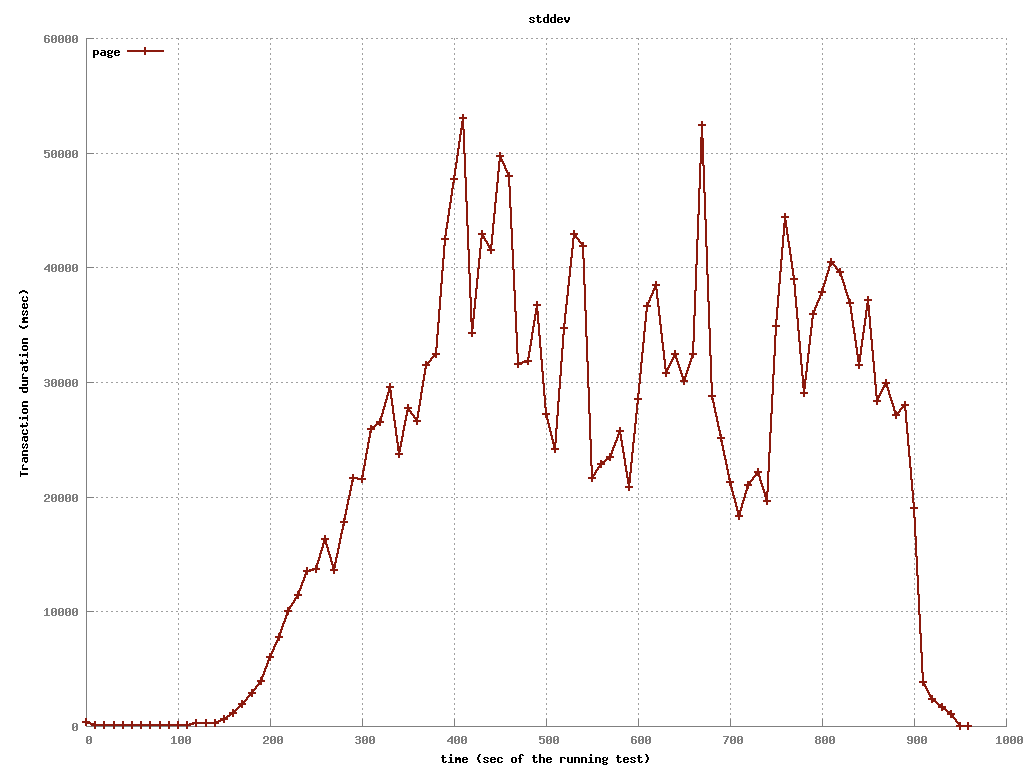 stddev
60000
page
50000
40000
30000
20000
10000
0
Transaction duration (msec)
0 100 200 300 400 500 600 700 800 900 1000
time (sec of the running test)